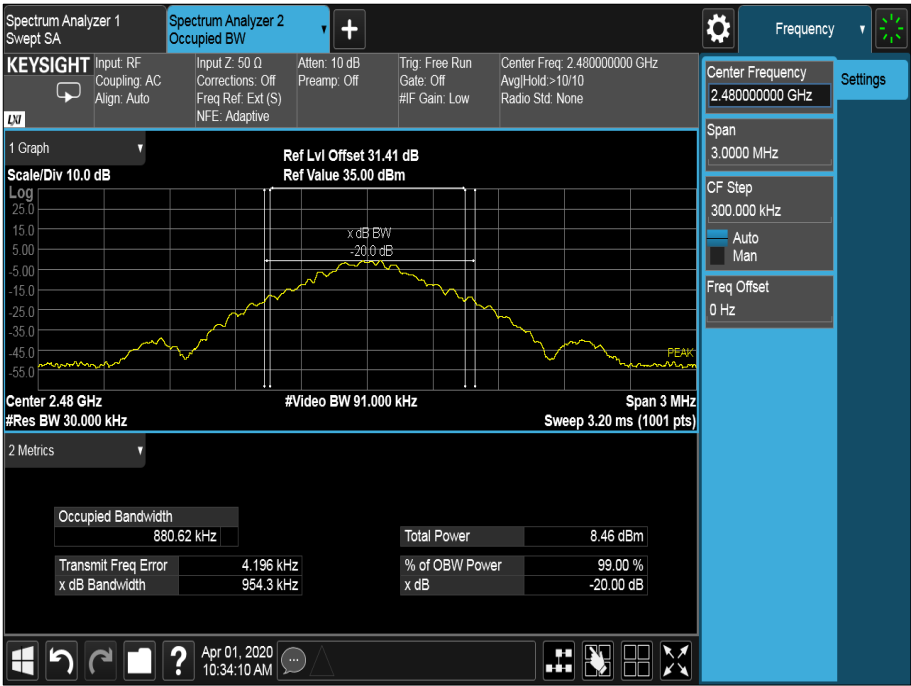 Spectrum Analyzer 1
Swept SA
Spectrum Analyzer 2
Occupied BW
Frequency
KEYSIGHT
LXI
Input: RF
Coupling: AC
Align: Auto
Input Z: 50 Ω
Corrections: Off
Freq Ref: Ext (S)
NFE: Adaptive
Atten: 10 dB
Preamp: Off
Trig: Free Run
Gate: Off
#IF Gain: Low
Center Freq: 2.480000000 GHz
Avg|Hold:>10/10
Radio Std: None
Center Frequency
2.480000000 GHz
Settings
Span
3.0000 MHz
CF Step
300.000 kHz
Auto
Man
Freq Offset
0 Hz
1 Graph
Ref Lvl Offset 31.41 dB
Scale/Div 10.0 dB
Ref Value 35.00 dBm
Log
25.0
15.0
5.00
-5.00
-15.0
-25.0
-35.0
-45.0
-55.0
x dB BW
-20.0 dB
PEAK
Center 2.48 GHz
#Video BW 91.000 kHz
Span 3 MHz
#Res BW 30.000 kHz
Sweep 3.20 ms (1001 pts)
2 Metrics
Occupied Bandwidth
880.62 kHz
Total Power 8.46 dBm
Transmit Freq Error 4.196 kHz
% of OBW Power 99.00 %
x dB Bandwidth 954.3 kHz
x dB -20.00 dB
Apr 01, 2020
10:34:10 AM